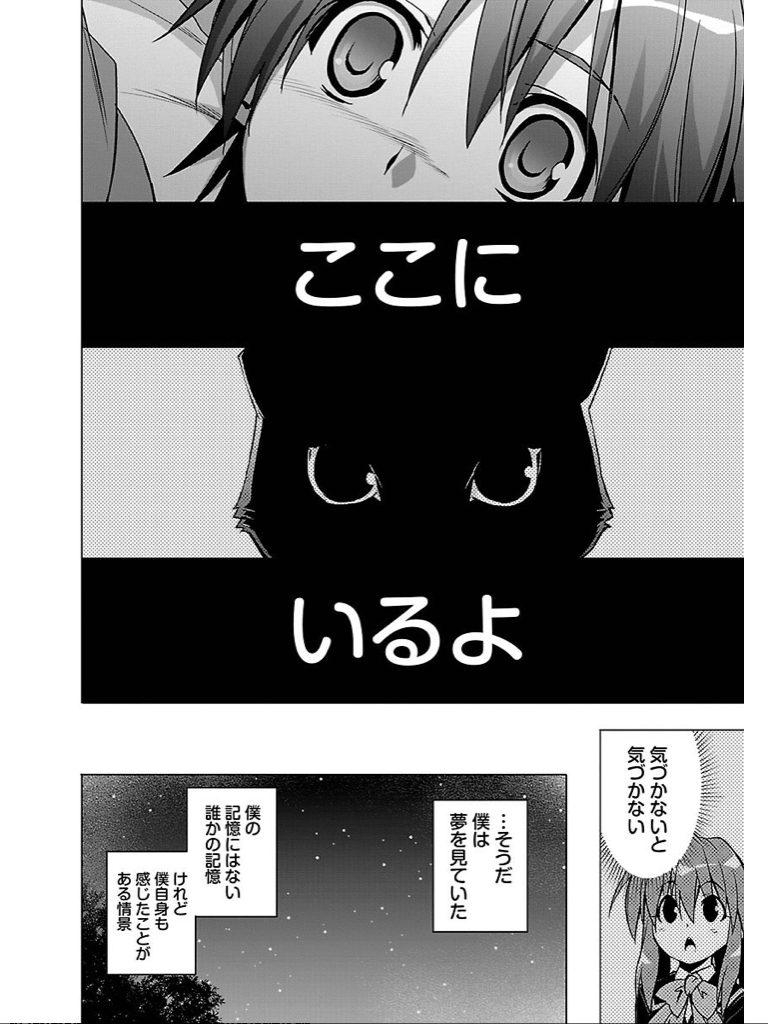 ここに
いるよ
気づかないと
気づかない
…そうだ
僕は
夢を見ていた
僕の
記憶にはない
誰かの記憶
けれど
僕自身も
感じたことが
ある情景